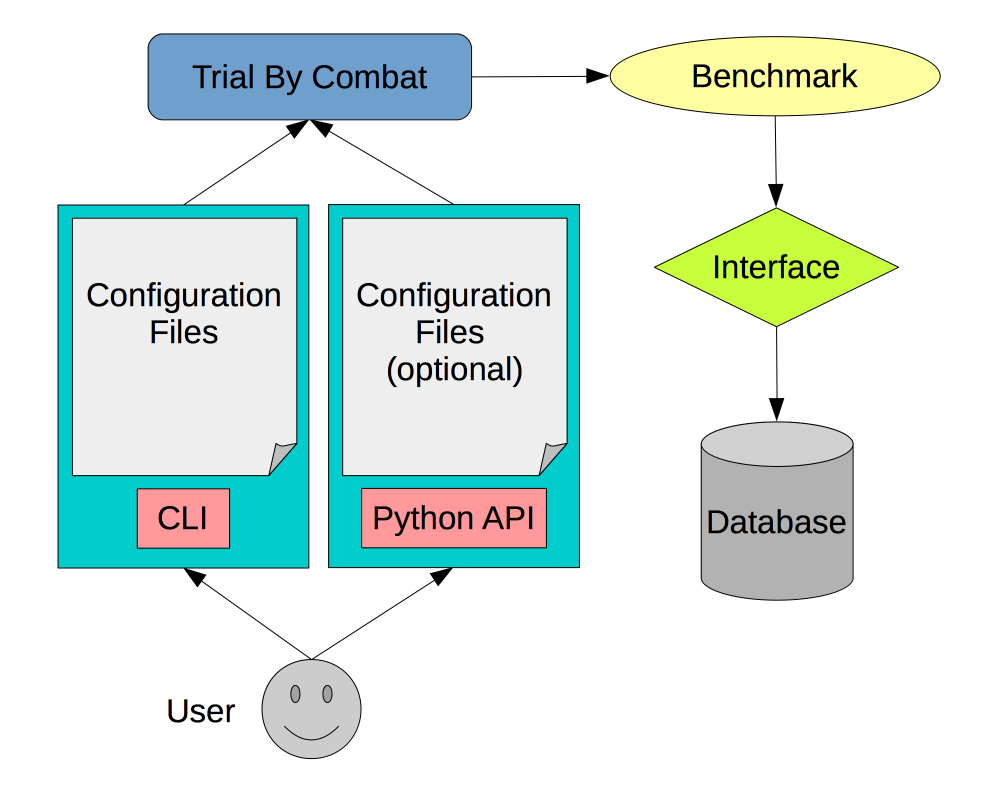 Trial By Combat
Benchmark
Interface
Configuration
Files
Configuration
Files
(optional)
Database
CLI
Python API
User